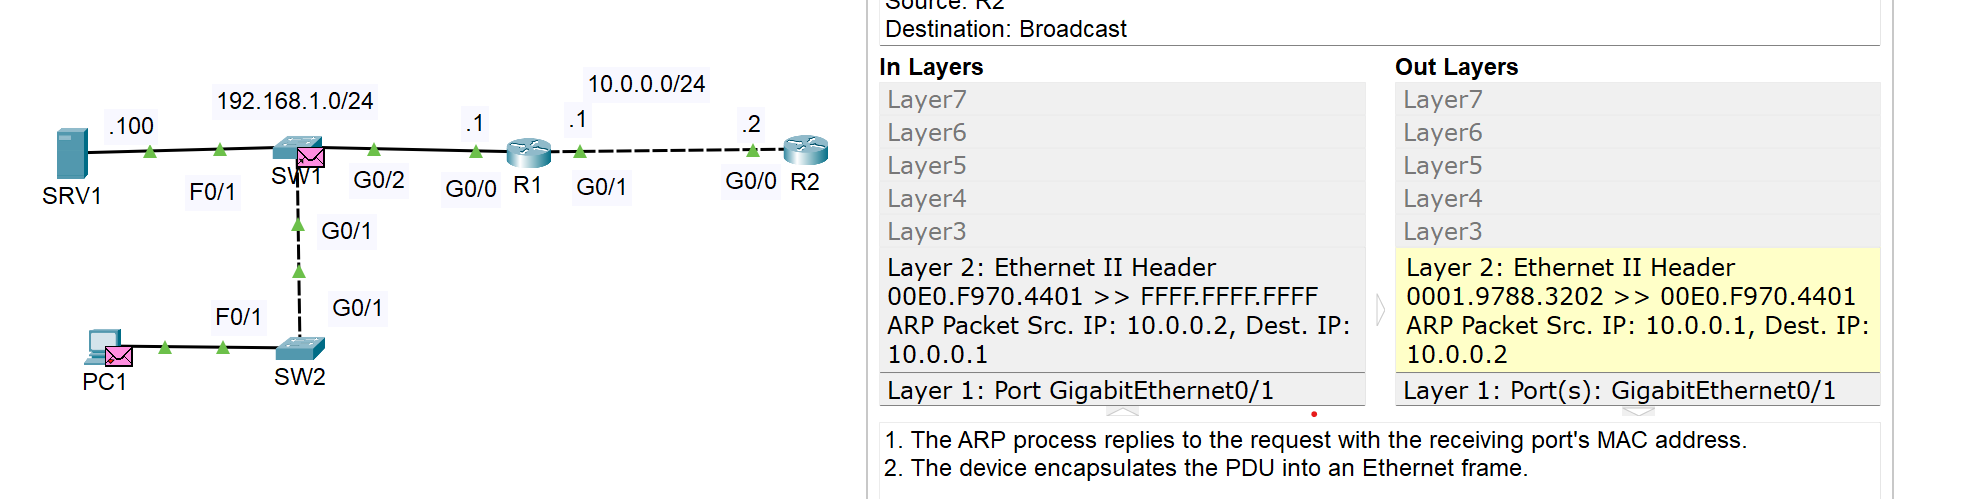 192.168.1.0/24
10.0.0.0/24
.100
.1
.1
.2
SRV1
F0/1
SW1
G0/2
G0/0
R1
G0/1
G0/0
R2
G0/1
F0/1
G0/1
PC1
SW2
Source: R2
Destination: Broadcast
In Layers
Layer7
Layer6
Layer5
Layer4
Layer3
Layer 2: Ethernet II Header
00E0.F970.4401 >> FFFF.FFFF.FFFF
ARP Packet Src. IP: 10.0.0.2, Dest. IP:
10.0.0.1
Layer 1: Port GigabitEthernet0/1
Out Layers
Layer7
Layer6
Layer5
Layer4
Layer3
Layer 2: Ethernet II Header
0001.9788.3202 >> 00E0.F970.4401
ARP Packet Src. IP: 10.0.0.1, Dest. IP:
10.0.0.2
Layer 1: Port(s): GigabitEthernet0/1
1. The ARP process replies to the request with the receiving port's MAC address.
2. The device encapsulates the PDU into an Ethernet frame.